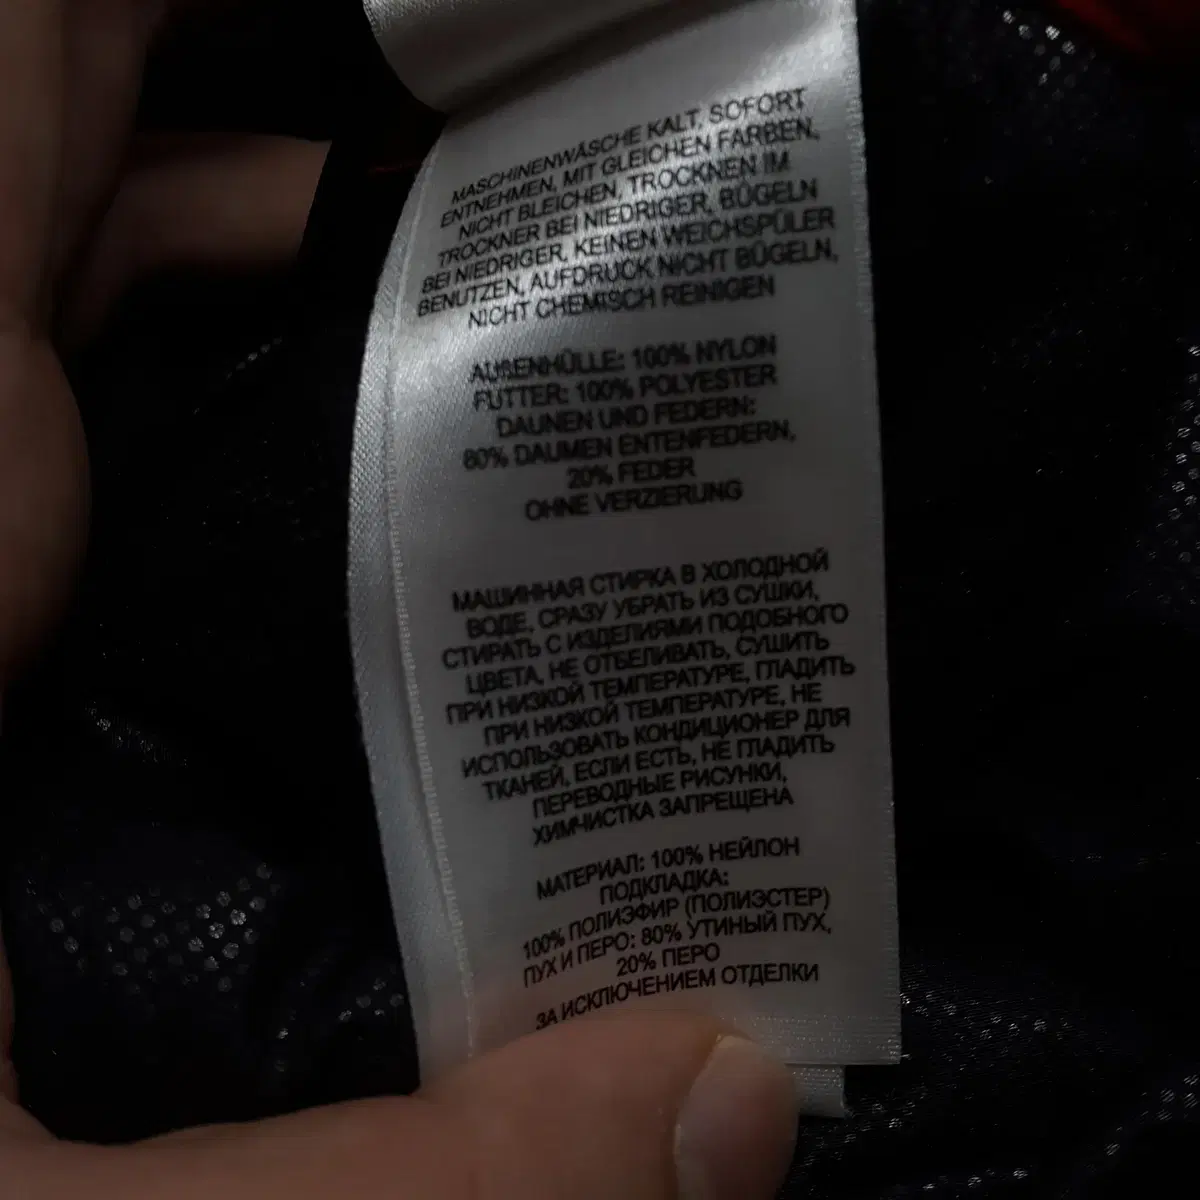 MASCHINENWÄSCHE KALT, SOFORT
ENTNEHMEN, MIT GLEICHEN FARBEN,
NICHT BLEICHEN, TROCKNEN IM
TROCKNER BEI NIEDRIGER, BÜGELN
BEI NIEDRIGER, KEINEN WEICHSPÜLER
BENUTZEN, AUFDRUCK NICHT BÜGELN,
NICHT CHEMISCH REINIGEN
AUßENHÜLLE: 100% NYLON
FUTTER: 100% POLYESTER
DAUNEN UND FEDERN:
80% DAUMEN ENTENFEDERN,
20% FEDER
OHNE VERZIERUNG
МАШИННАЯ СТИРКА В ХОЛОДНОЙ
ВОДЕ, СРАЗУ УБРАТЬ ИЗ СУШКИ,
СТИРАТЬ С ИЗДЕЛИЯМИ ПОДОБНОГО
ЦВЕТА, НЕ ОТБЕЛИВАТЬ, СУШИТЬ
ПРИ НИЗКОЙ ТЕМПЕРАТУРЕ, ГЛАДИТЬ
ПРИ НИЗКОЙ ТЕМПЕРАТУРЕ, НЕ
ИСПОЛЬЗОВАТЬ КОНДИЦИОНЕР ДЛЯ
ТКАНЕЙ, ЕСЛИ ЕСТЬ, НЕ ГЛАДИТЬ
ПЕРЕВОДНЫЕ РИСУНКИ,
ХИМЧИСТКА ЗАПРЕЩЕНА
МАТЕРИАЛ: 100% НЕЙЛОН
ПОДКЛАДКА:
100% ПОЛИЭФИР (ПОЛИЭСТЕР)
ПУХ И ПЕРО: 80% УТИНЫЙ ПУХ,
20% ПЕРО
ЗА ИСКЛЮЧЕНИЕМ ОТДЕЛКИ